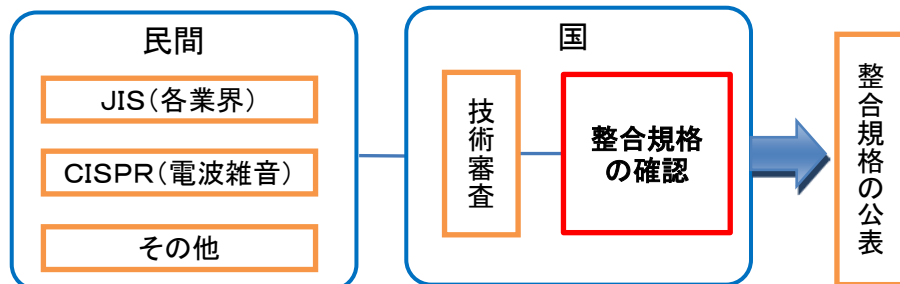 民間
JIS(各業界)
CISPR(電波雑音)
その他
国
技術審査
整合規格
の確認
整合規格の公表